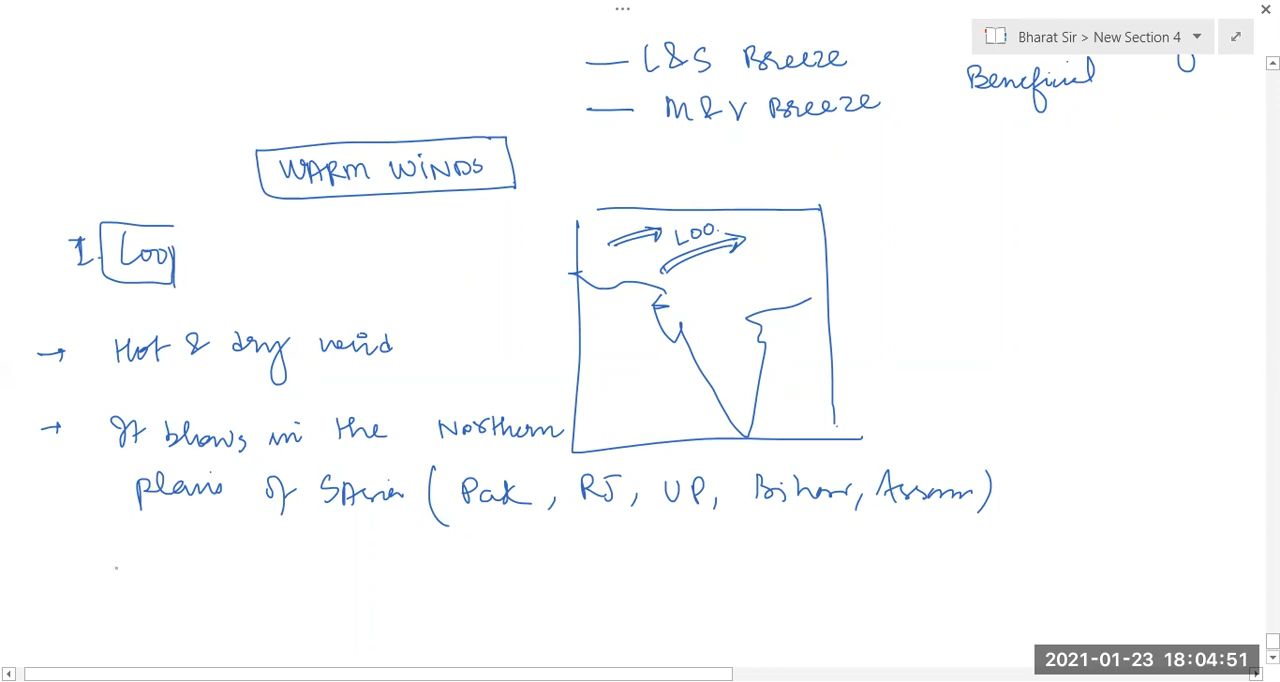 ...
Bharat Sir > New Section 4
— L&S Breeze
Beneficial
— M & V Breeze
WARM WINDS
I. Loo
LOO.
→ Hot & dry wind
→ It blows in the Northern
plains of SAsia (Pak, RJ, UP, Bihar, Assam)
2021-01-23 18:04:51